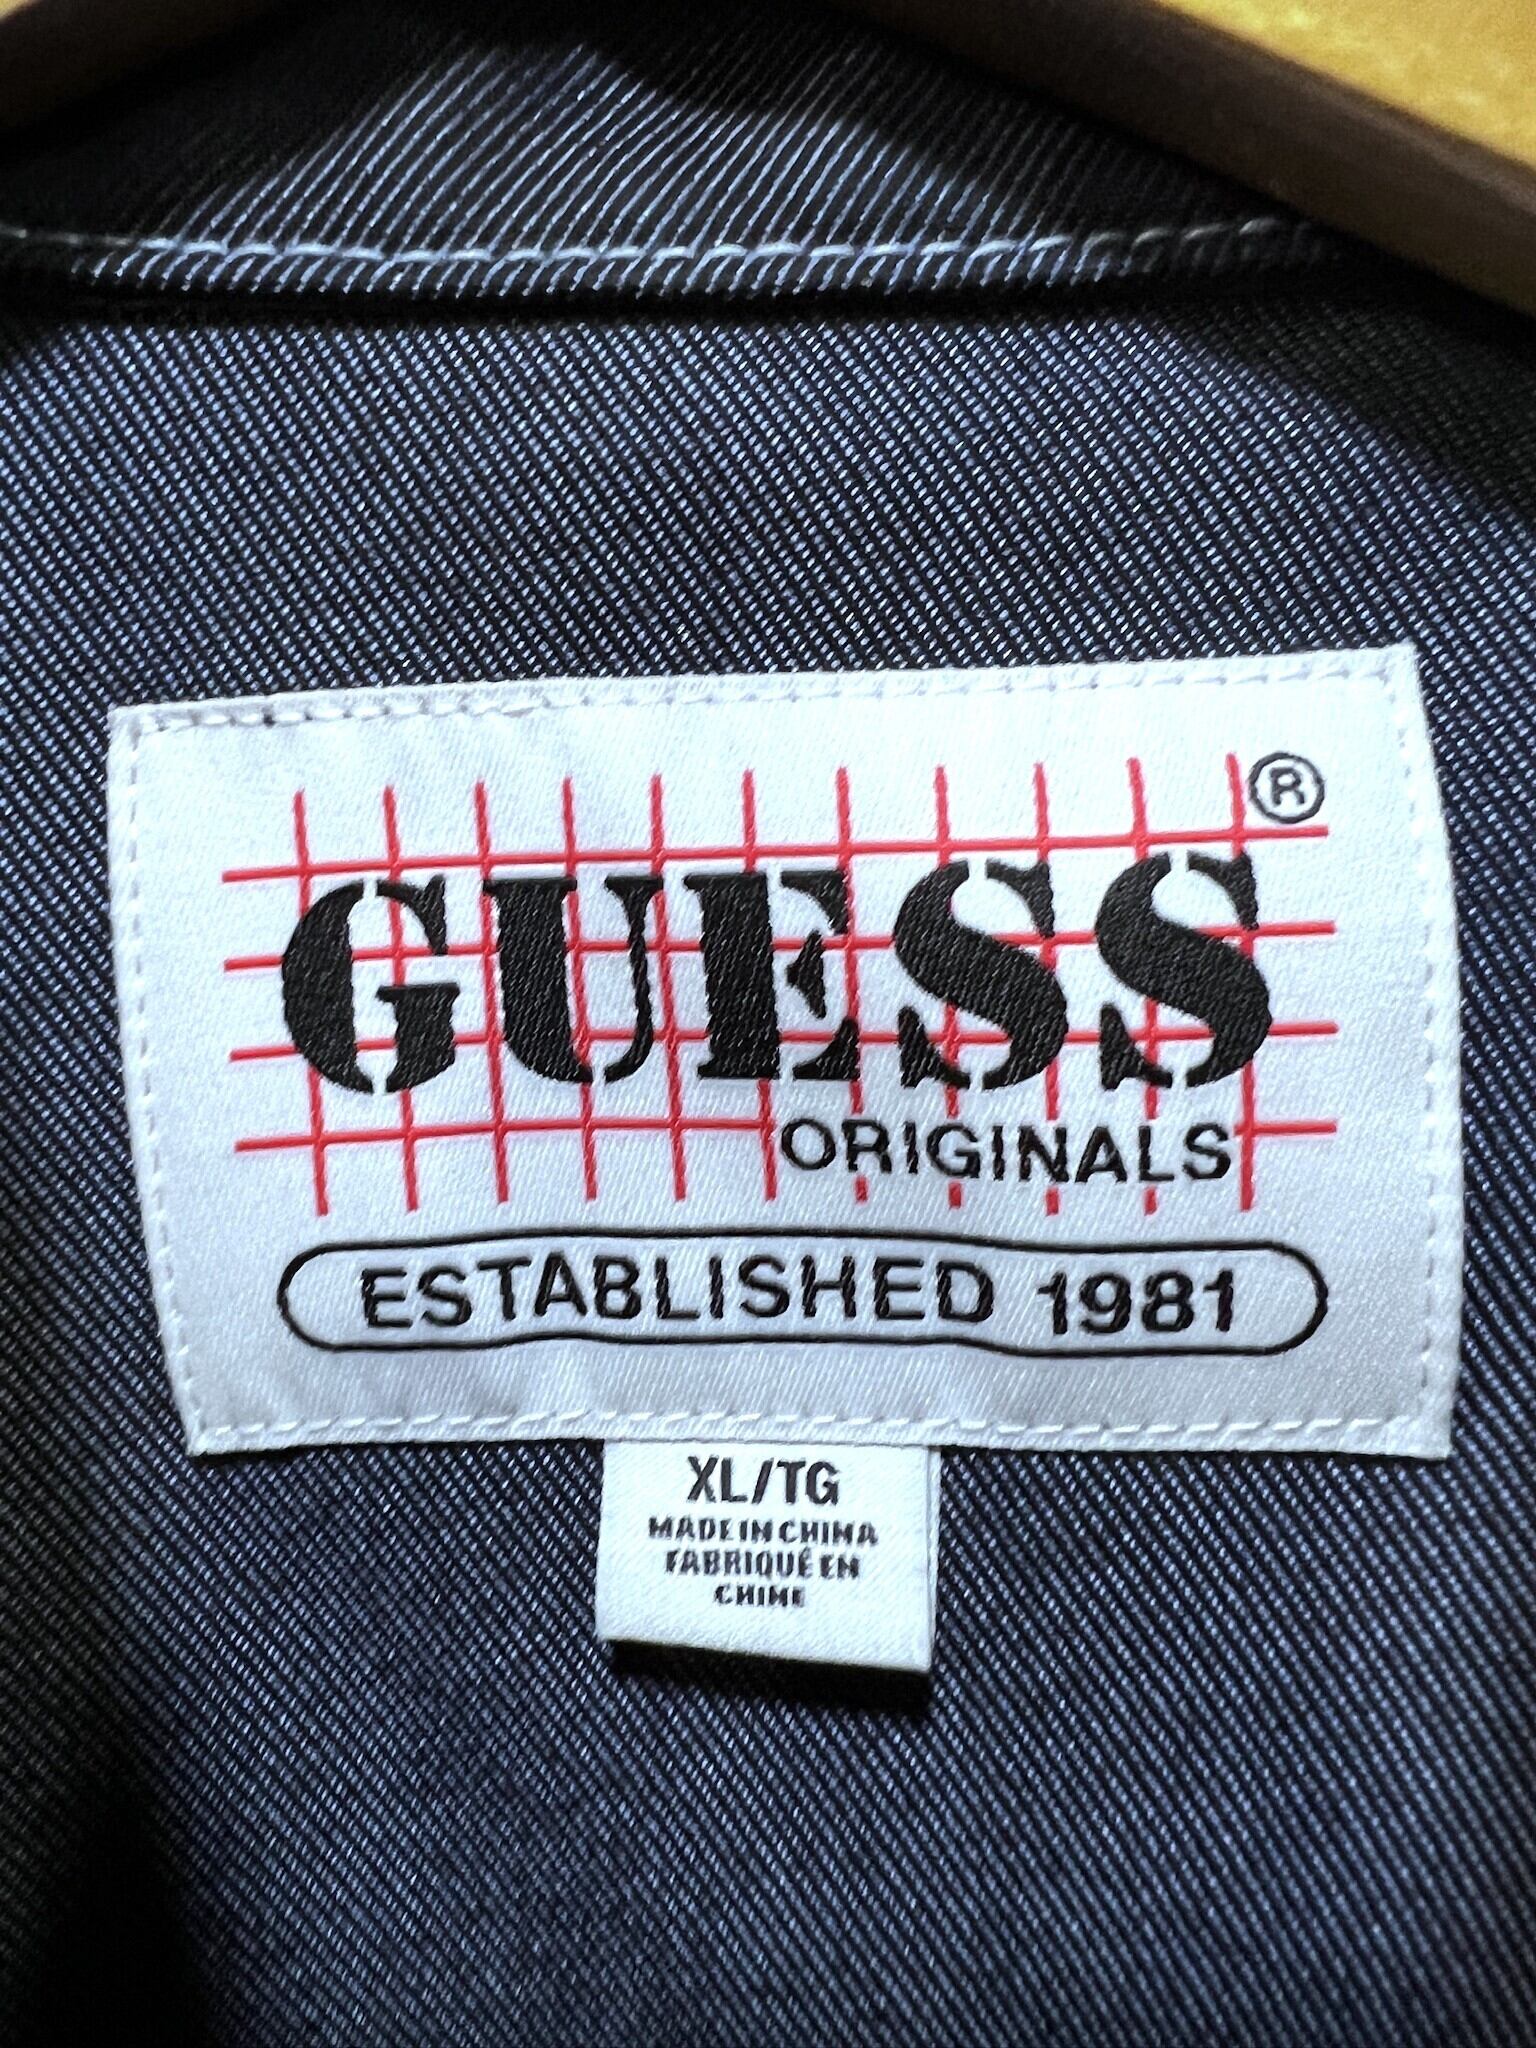 GUESS®
ORIGINALS
ESTABLISHED 1981
XL/TG
MADE IN CHINA
FABRIQUÉ EN
CHINE